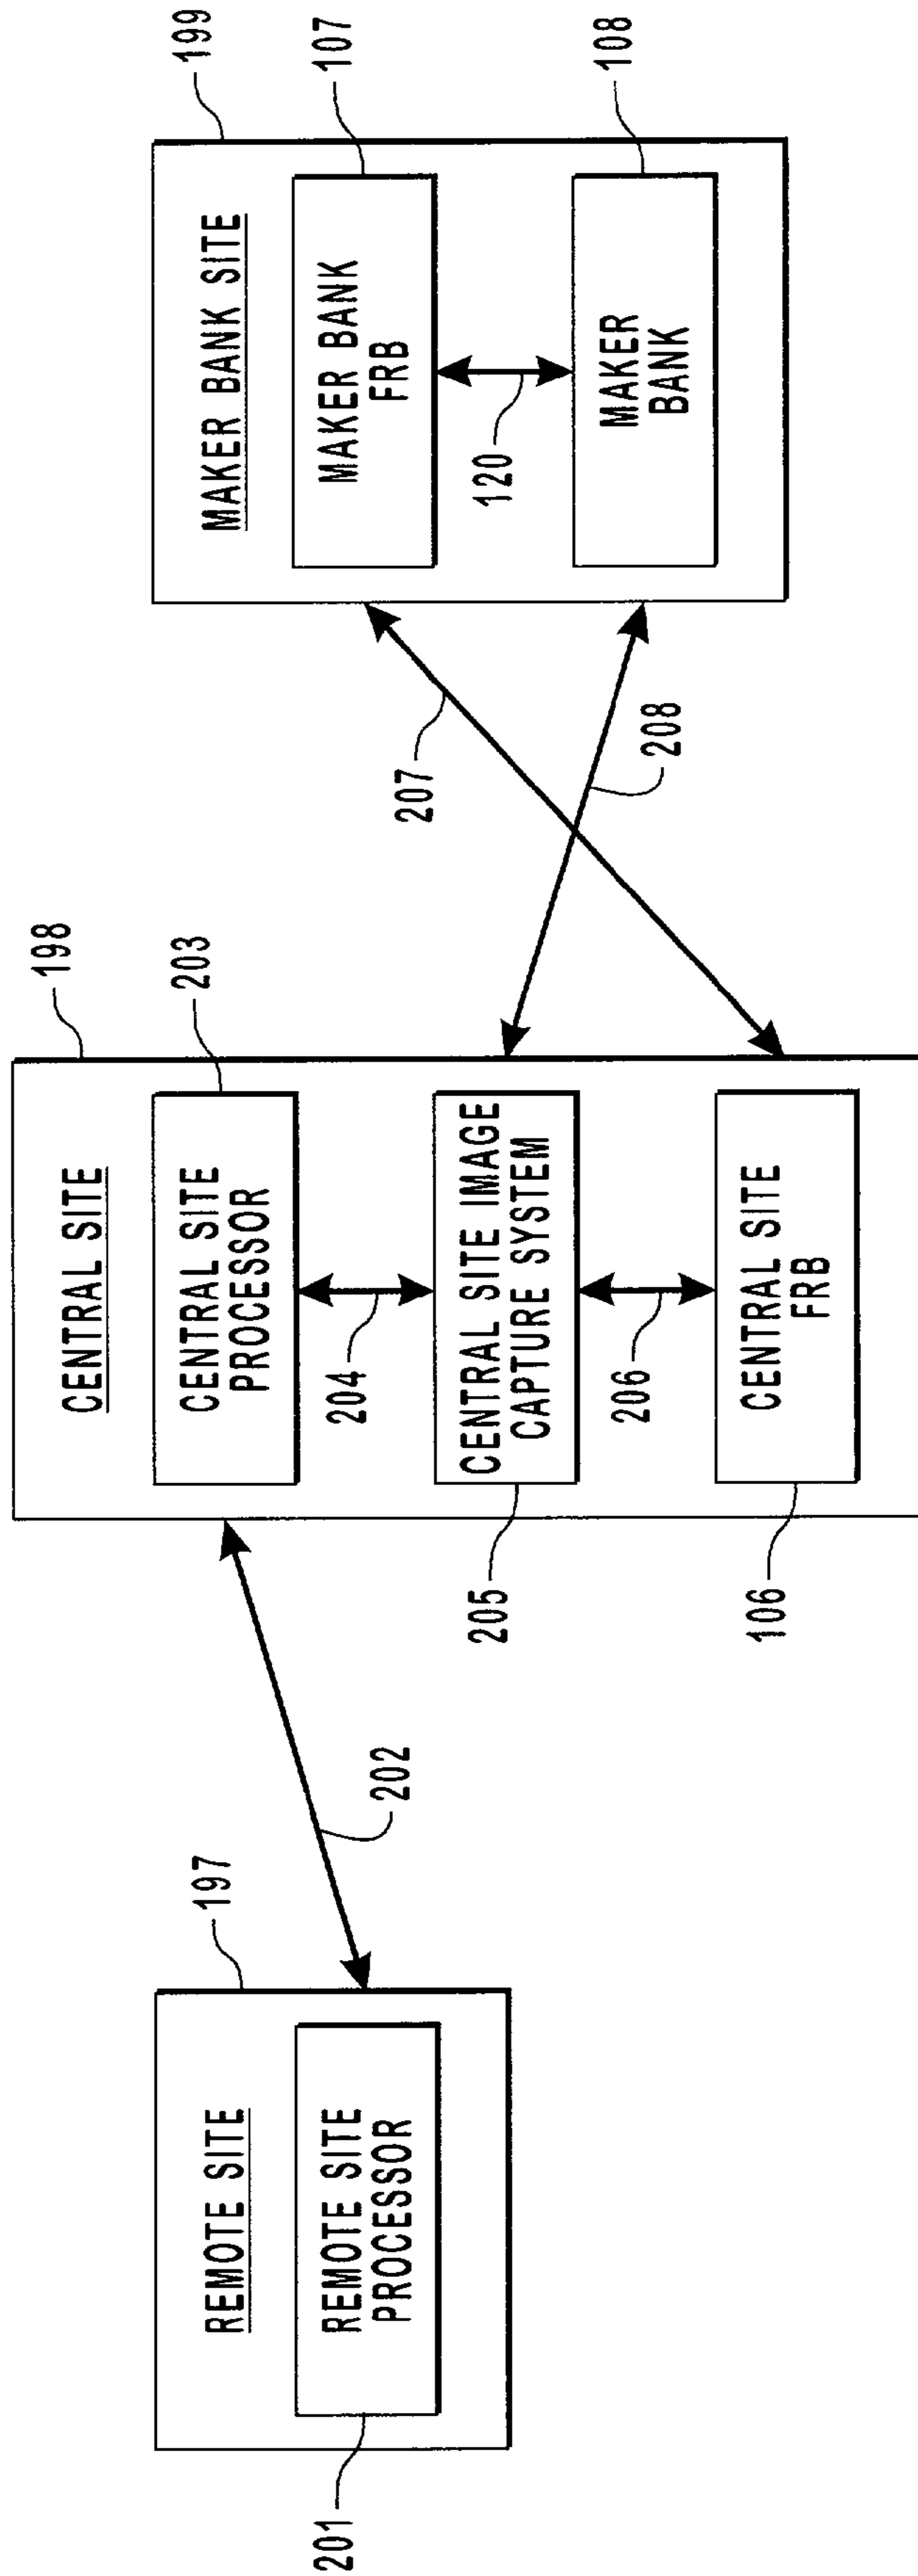 REMOTE SITE
197
REMOTE SITE
PROCESSOR
201
202
CENTRAL SITE
198
CENTRAL SITE
PROCESSOR
203
204
CENTRAL SITE IMAGE
CAPTURE SYSTEM
205
206
CENTRAL SITE
FRB
106
207
208
MAKER BANK SITE
199
MAKER BANK
FRB
107
120
MAKER
BANK
108